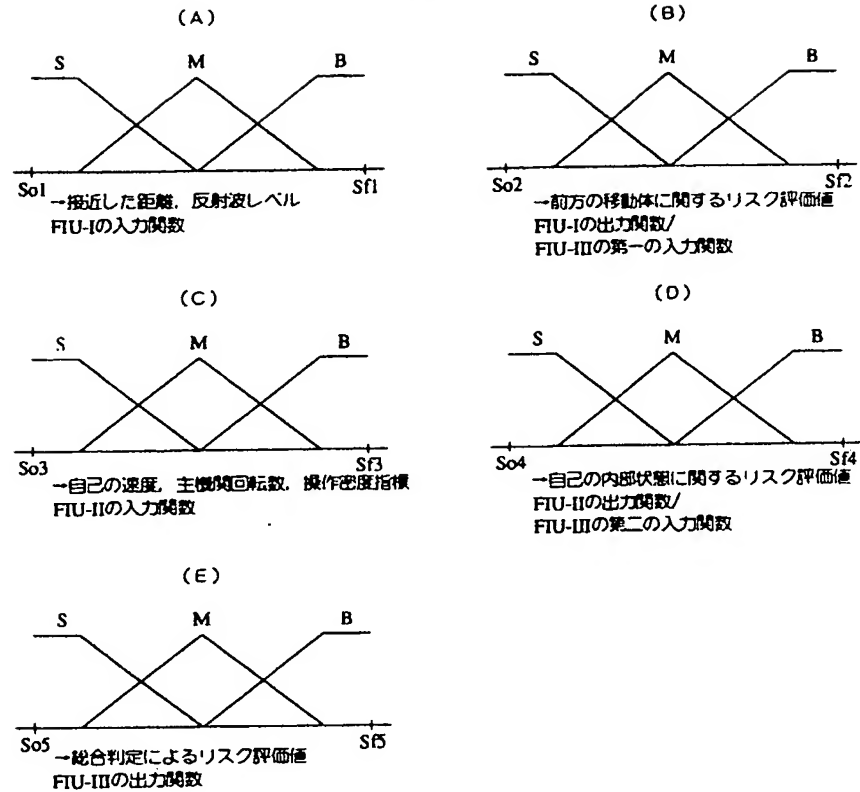 (A)
S M B
So1 Sf1
→接近した距離, 反射波レベル
FIU-Iの入力関数
(B)
S M B
So2 Sf2
→前方の移動体に関するリスク評価値
FIU-Iの出力関数/
FIU-IIIの第一の入力関数
(C)
S M B
So3 Sf3
→自己の速度, 主機関回転数, 操作密度指標
FIU-IIの入力関数
(D)
S M B
So4 Sf4
→自己の内部状態に関するリスク評価値
FIU-IIの出力関数/
FIU-IIIの第二の入力関数
(E)
S M B
So5 Sf5
→総合判定によるリスク評価値
FIU-IIIの出力関数